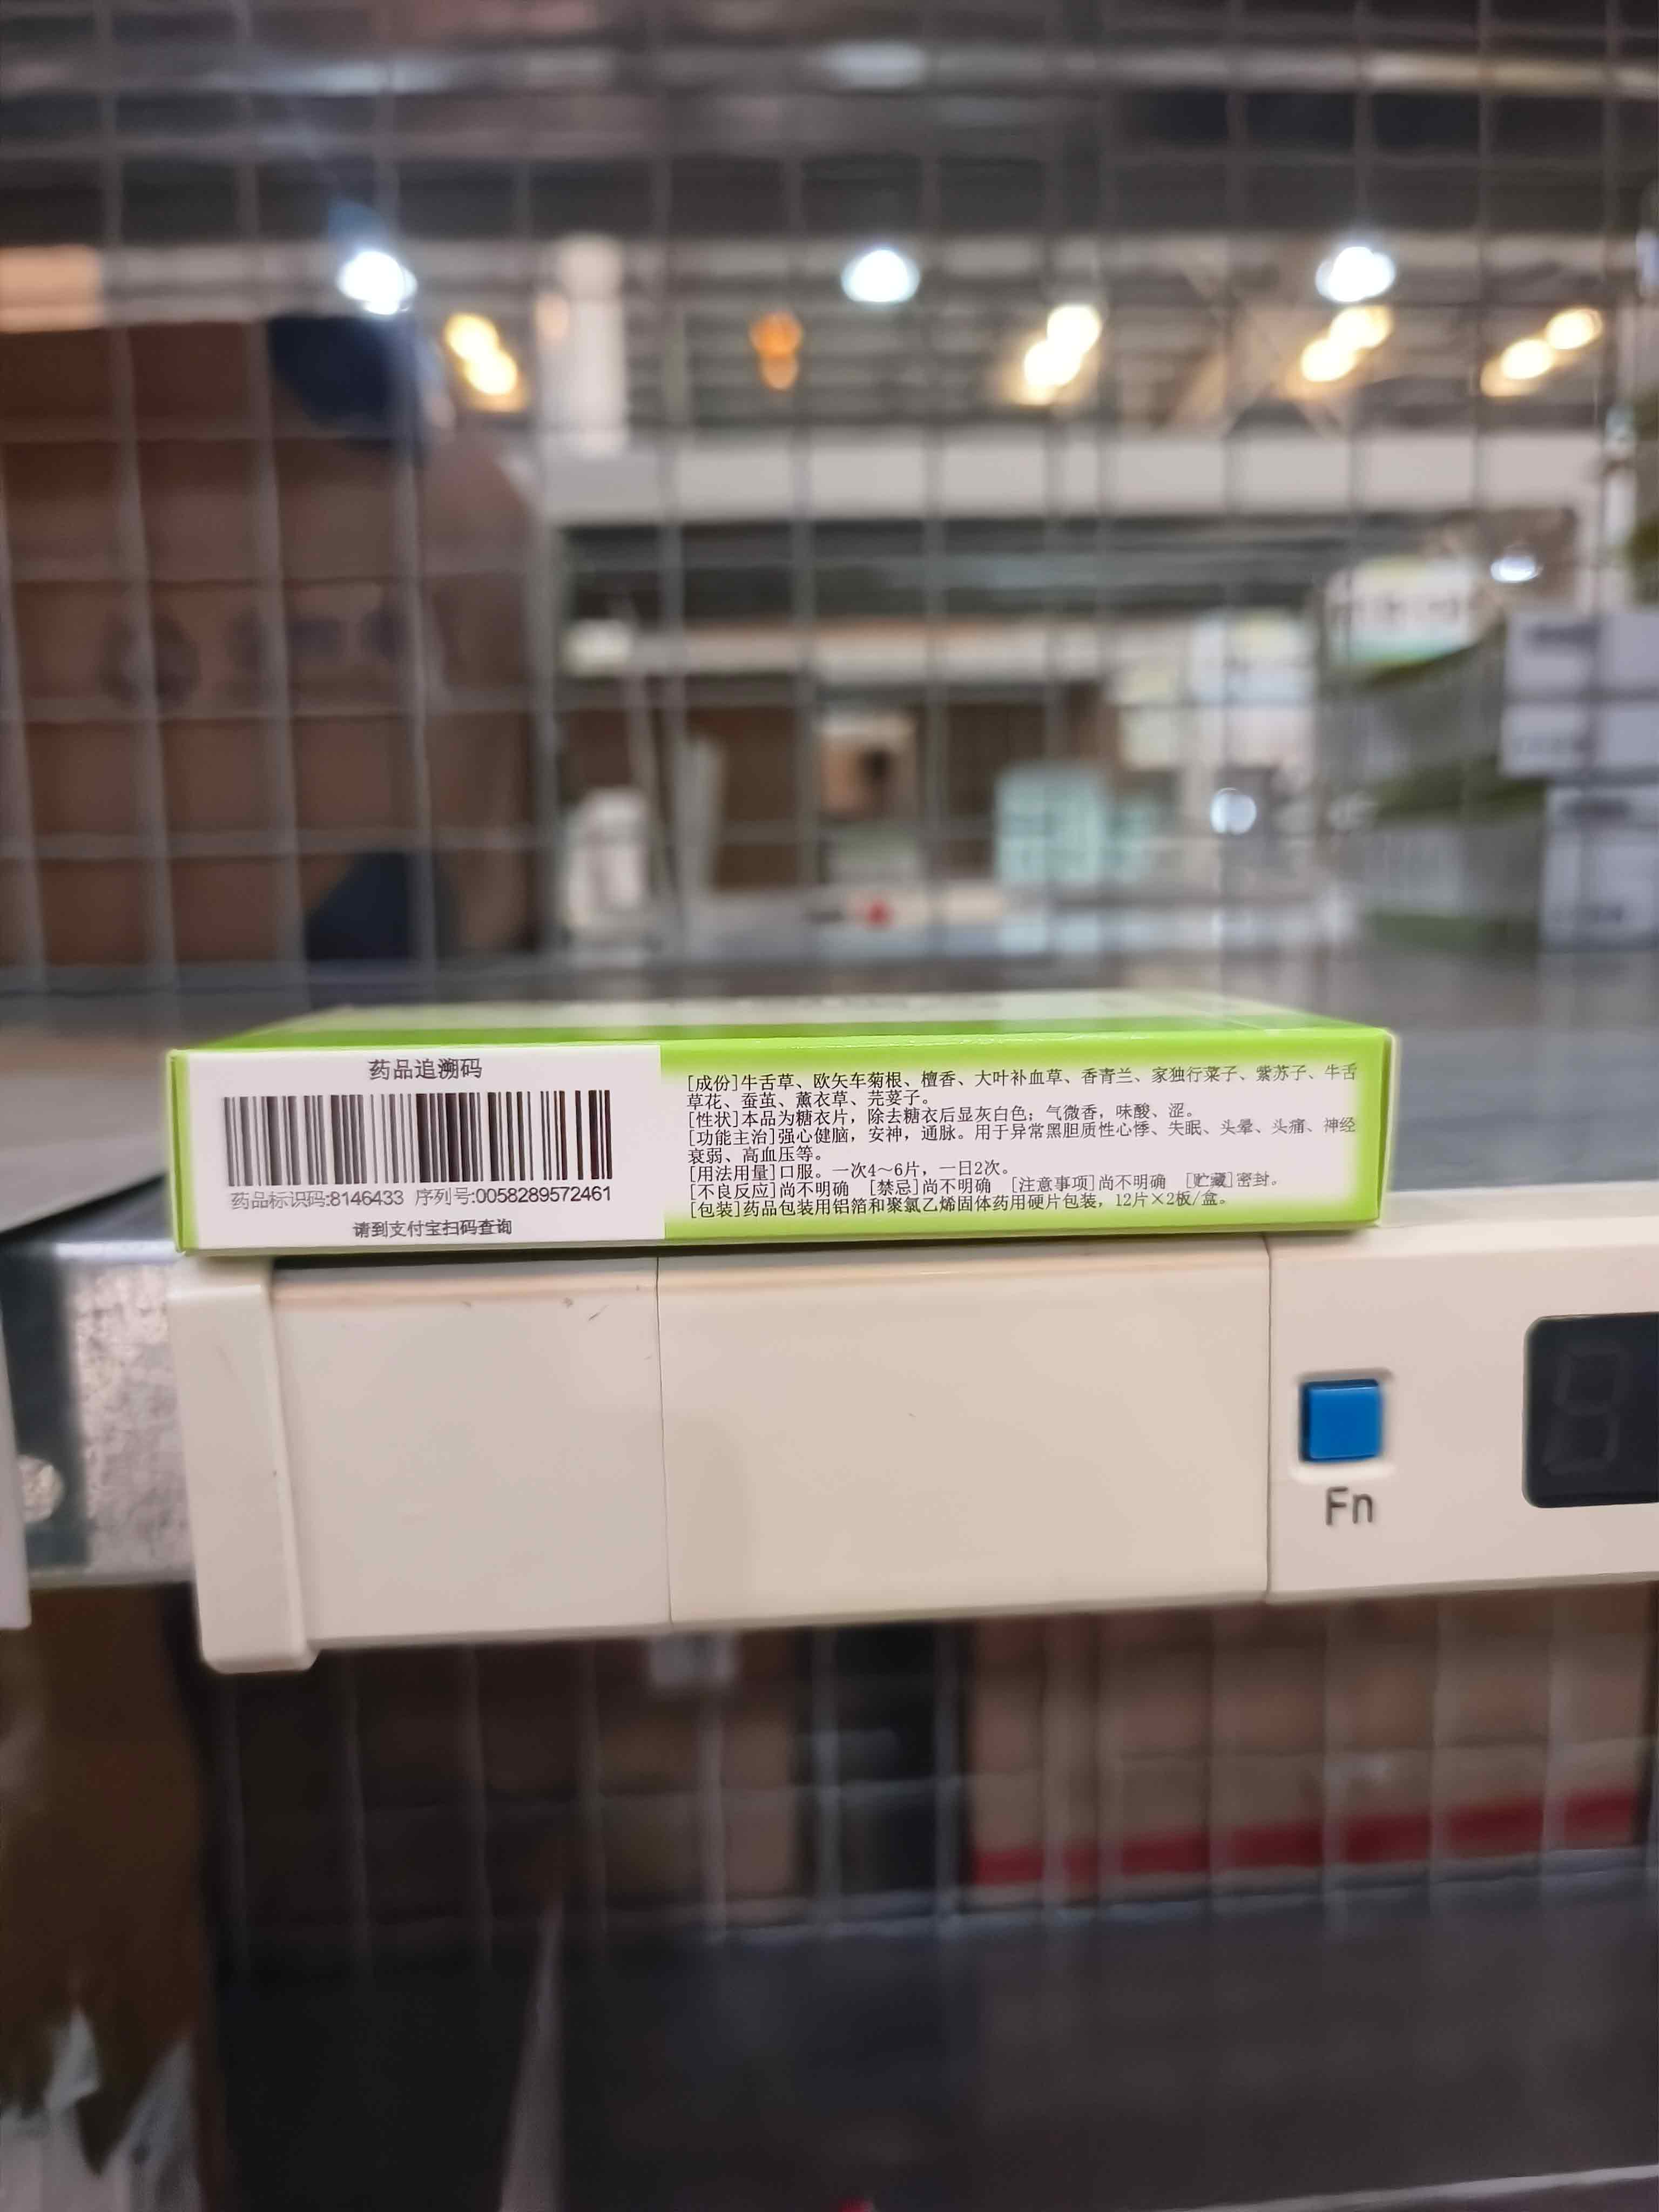 药品追溯码
药品标识码:8146433 序列号:0058289572461
请到支付宝扫码查询
[成份]牛舌草、欧矢车菊根、檀香、大叶补血草、香青兰、家独行菜子、紫苏子、牛舌
草花、蚕茧、薰衣草、芫荽子。
[性状]本品为糖衣片，除去糖衣后显灰白色；气微香，味酸、涩。
[功能主治]强心健脑，安神，通脉。用于异常黑胆质性心悸、失眠、头晕、头痛、神经
衰弱、高血压等。
[用法用量]口服。一次4～6片，一日2次。
[不良反应]尚不明确 [禁忌]尚不明确 [注意事项]尚不明确 [贮藏]密封。
[包装]药品包装用铝箔和聚氯乙烯固体药用硬片包装，12片×2板/盒。
Fn